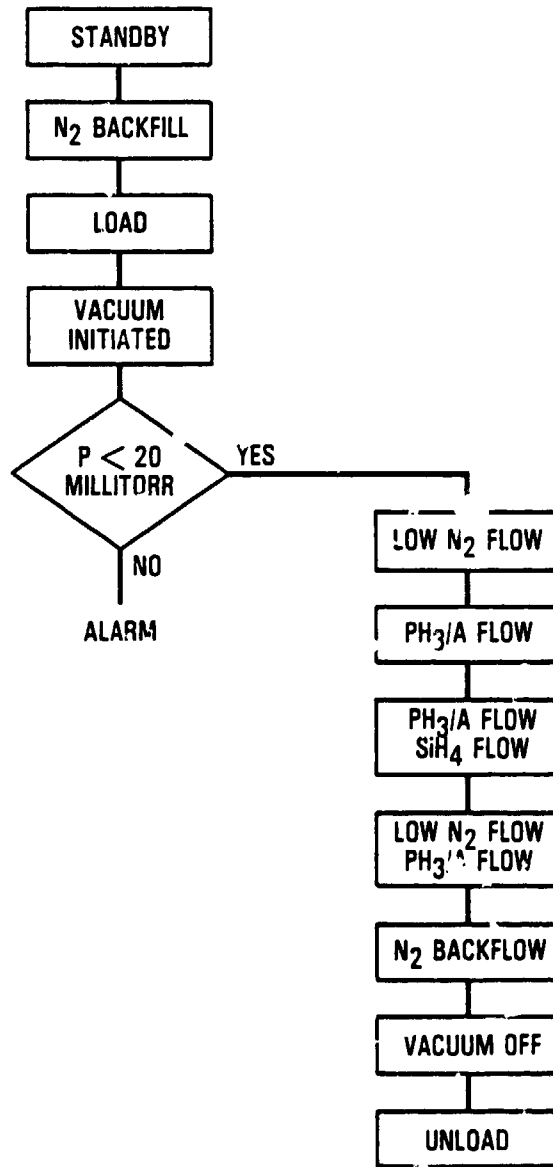 STANDBY
N₂ BACKFILL
LOAD
VACUUM
INITIATED
P < 20
MILLITORR
YES
NO
ALARM
LOW N₂ FLOW
PH₃/A FLOW
PH₃/A FLOW
SiH₄ FLOW
LOW N₂ FLOW
PH₃/A FLOW
N₂ BACKFLOW
VACUUM OFF
UNLOAD